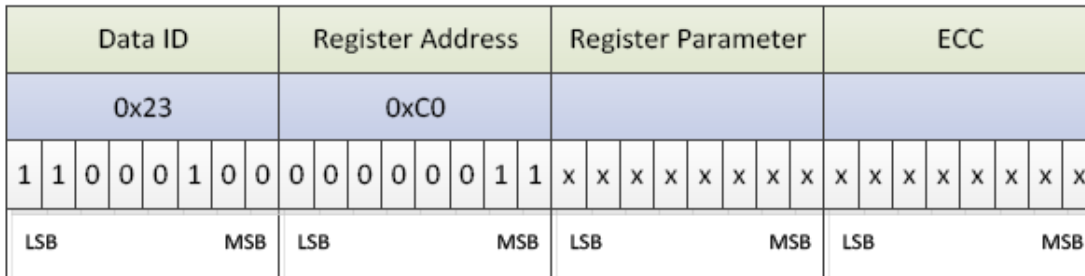 Data ID Register Address Register Parameter ECC
0x23 0xC0
1 1 0 0 0 1 0 0 0 0 0 0 0 0 1 1 x x x x x x x x x x x x x x x x
LSB MSB LSB MSB LSB MSB LSB MSB